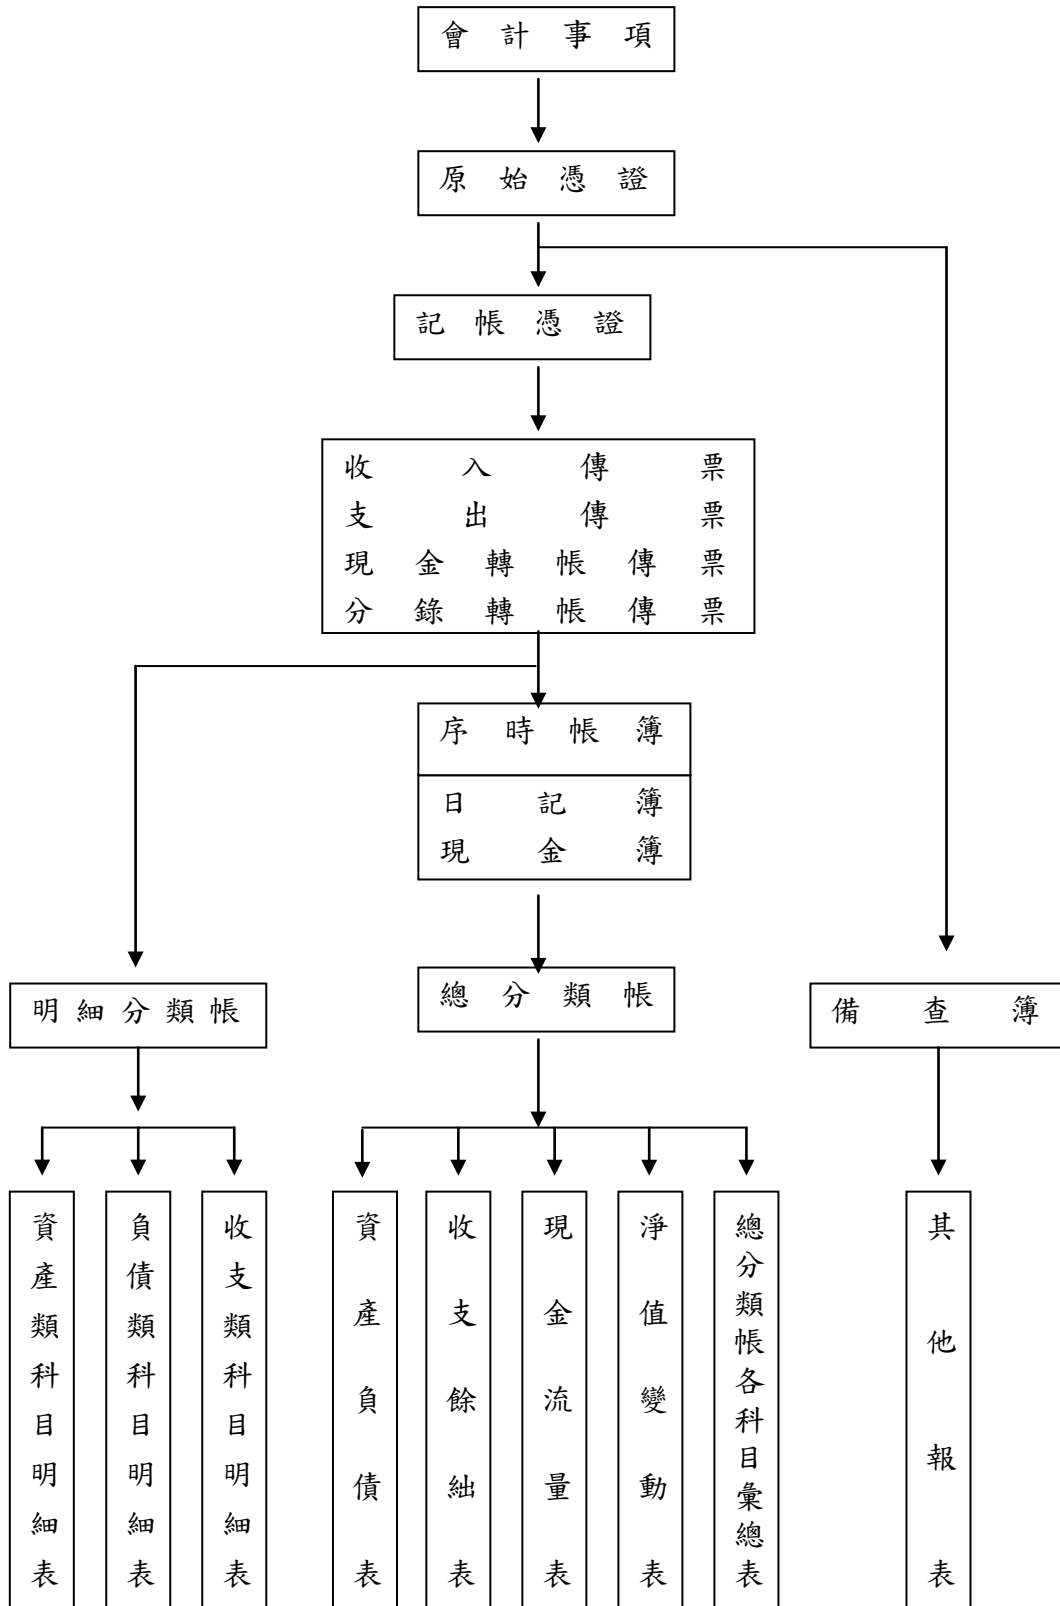 會計事項
原始憑證
記帳憑證
收入傳票
支出傳票
現金轉帳傳票
分錄轉帳傳票
序時帳簿
日記簿
現金簿
明細分類帳
總分類帳
備查簿
資產類科目明細表
負債類科目明細表
收支類科目明細表
資產負債表
收支餘絀表
現金流量表
淨值變動表
總分類帳各科目彙總表
其他報表